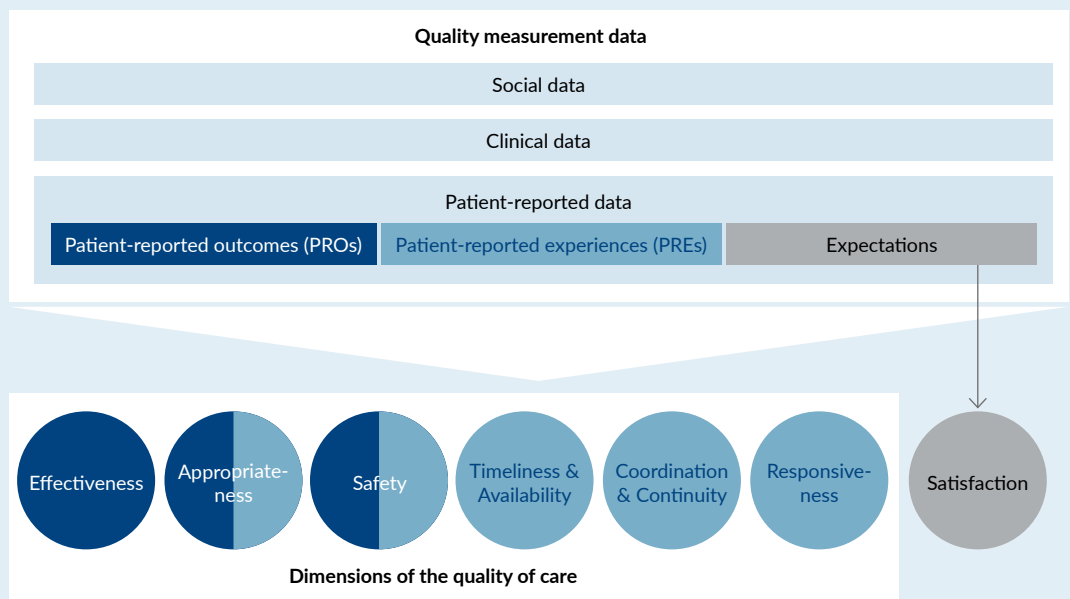 Quality measurement data
Social data
Clinical data
Patient-reported data
Patient-reported outcomes (PROs)
Patient-reported experiences (PREs)
Expectations
Effectiveness
Appropriate-
ness
Safety
Timeliness &
Availability
Coordination
& Continuity
Responsive-
ness
Satisfaction
Dimensions of the quality of care